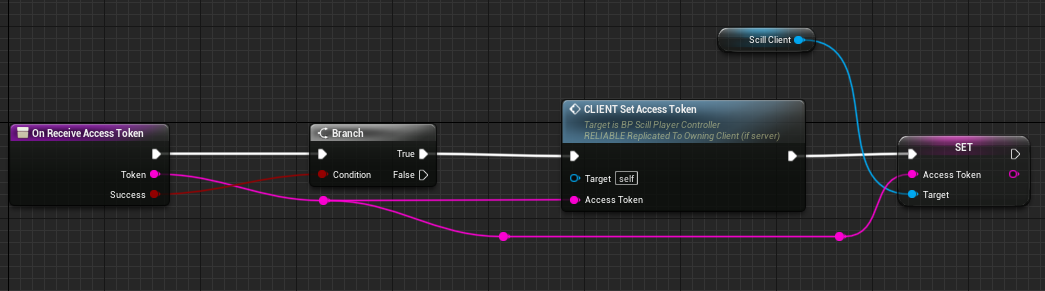 Scill Client
On Receive Access Token
Token
Success
Branch
True
Condition
False
CLIENT Set Access Token
Target is BP Scill Player Controller
RELIABLE Replicated To Owning Client (if server)
Target self
Access Token
SET
Access Token
Target